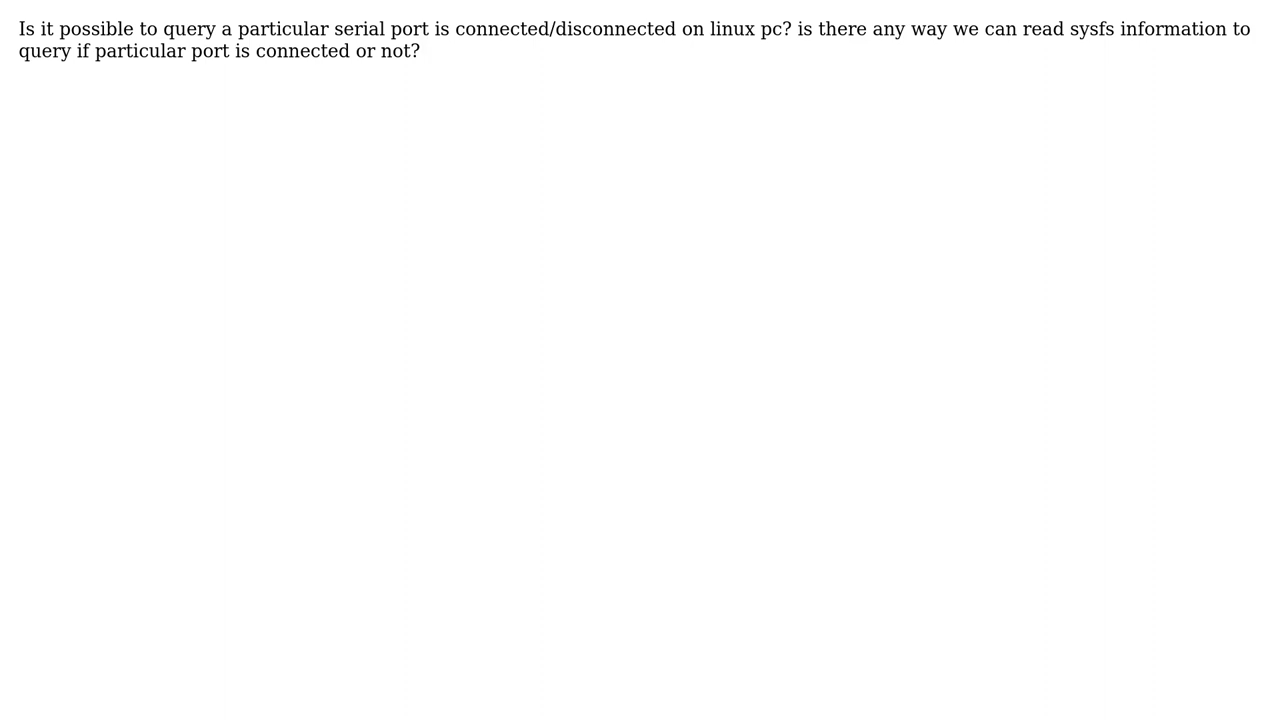 Is it possible to query a particular serial port is connected/disconnected on linux pc? is there any way we can read sysfs information to
query if particular port is connected or not?